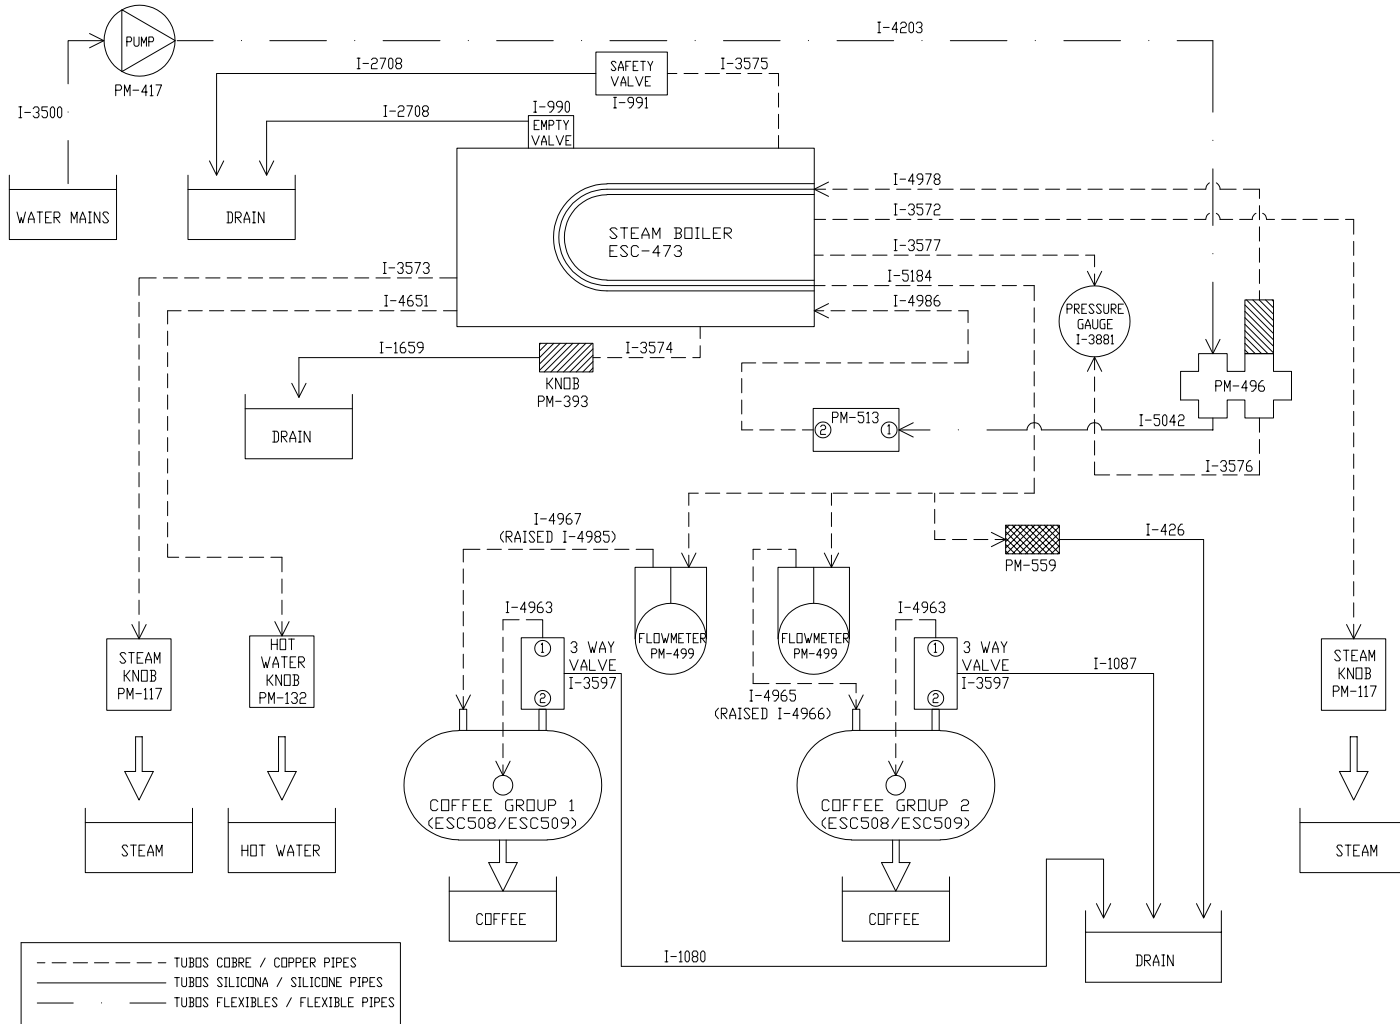 I-4203
PUMP
PM-417
I-3500
I-2708
SAFETY
VALVE
I-991
I-3575
I-2708
I-990
EMPTY
VALVE
WATER MAINS
DRAIN
STEAM BOILER
ESC-473
I-4978
I-3572
I-3577
I-5184
I-4986
I-3573
I-4651
PRESSURE
GAUGE
I-3881
PM-496
I-1659
I-3574
KNOB
PM-393
DRAIN
PM-513
2
1
I-5042
I-3576
I-4967
(RAISED I-4985)
I-426
PM-559
I-4963
1
2
3 WAY
VALVE
I-3597
FLOWMETER
PM-499
FLOWMETER
PM-499
I-4963
1
2
3 WAY
VALVE
I-3597
I-1087
I-4965
(RAISED I-4966)
STEAM
KNOB
PM-117
HOT
WATER
KNOB
PM-132
STEAM
KNOB
PM-117
COFFEE GROUP 1
(ESC508/ESC509)
COFFEE GROUP 2
(ESC508/ESC509)
STEAM
HOT WATER
STEAM
COFFEE
COFFEE
I-1080
DRAIN
TUBOS COBRE / COPPER PIPES
TUBOS SILICONA / SILICONE PIPES
TUBOS FLEXIBLES / FLEXIBLE PIPES